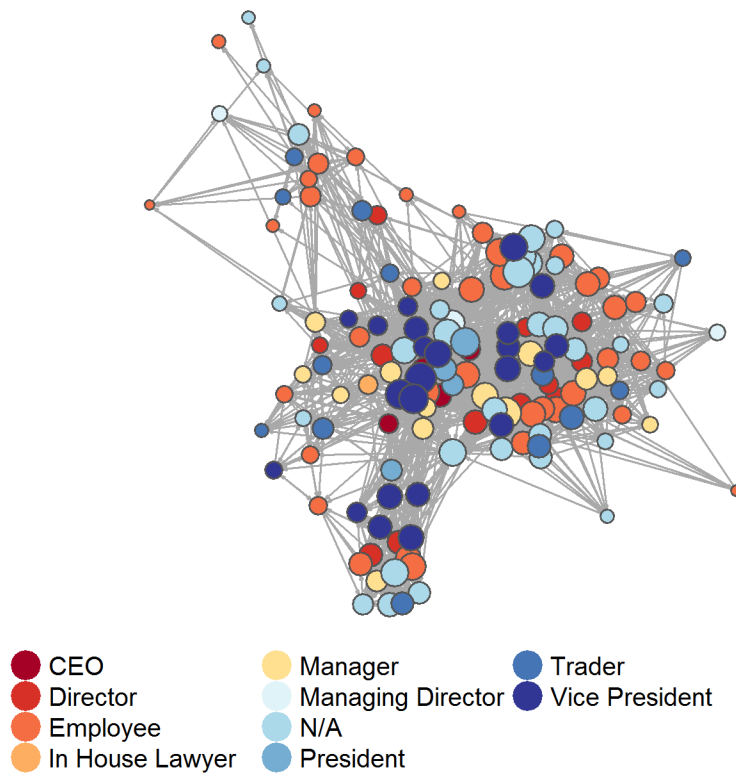 CEO
Director
Employee
In House Lawyer
Manager
Managing Director
N/A
President
Trader
Vice President